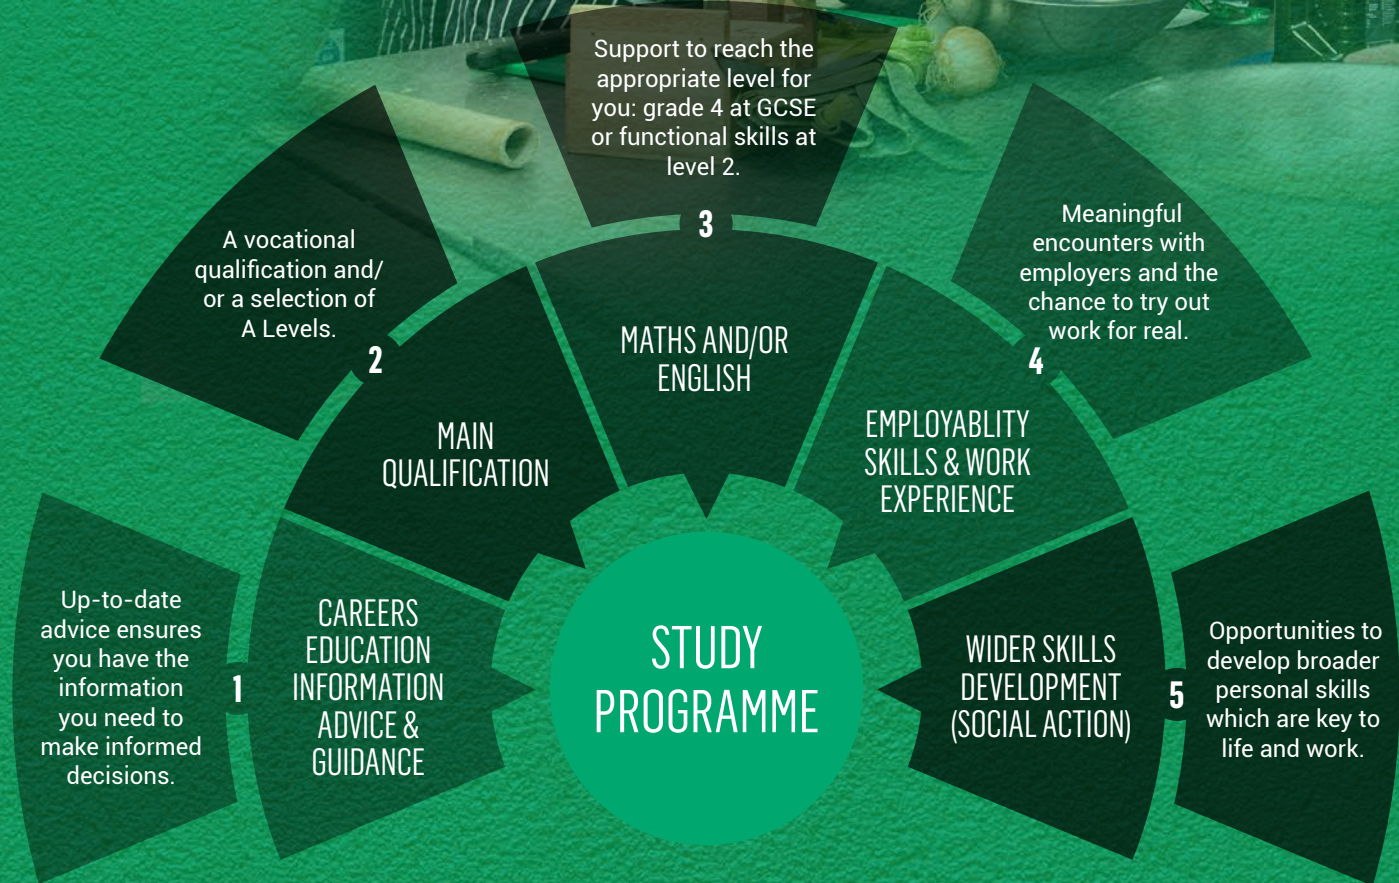 Up-to-date
advice ensures
you have the
information
you need to
make informed
decisions.
1
CAREERS
EDUCATION
INFORMATION
ADVICE &
GUIDANCE
A vocational
qualification and/
or a selection of
A Levels.
2
MAIN
QUALIFICATION
Support to reach the
appropriate level for
you: grade 4 at GCSE
or functional skills at
level 2.
3
MATHS AND/OR
ENGLISH
Meaningful
encounters with
employers and the
chance to try out
work for real.
4
EMPLOYABLITY
SKILLS & WORK
EXPERIENCE
Opportunities to
develop broader
personal skills
which are key to
life and work.
5
WIDER SKILLS
DEVELOPMENT
(SOCIAL ACTION)
STUDY
PROGRAMME